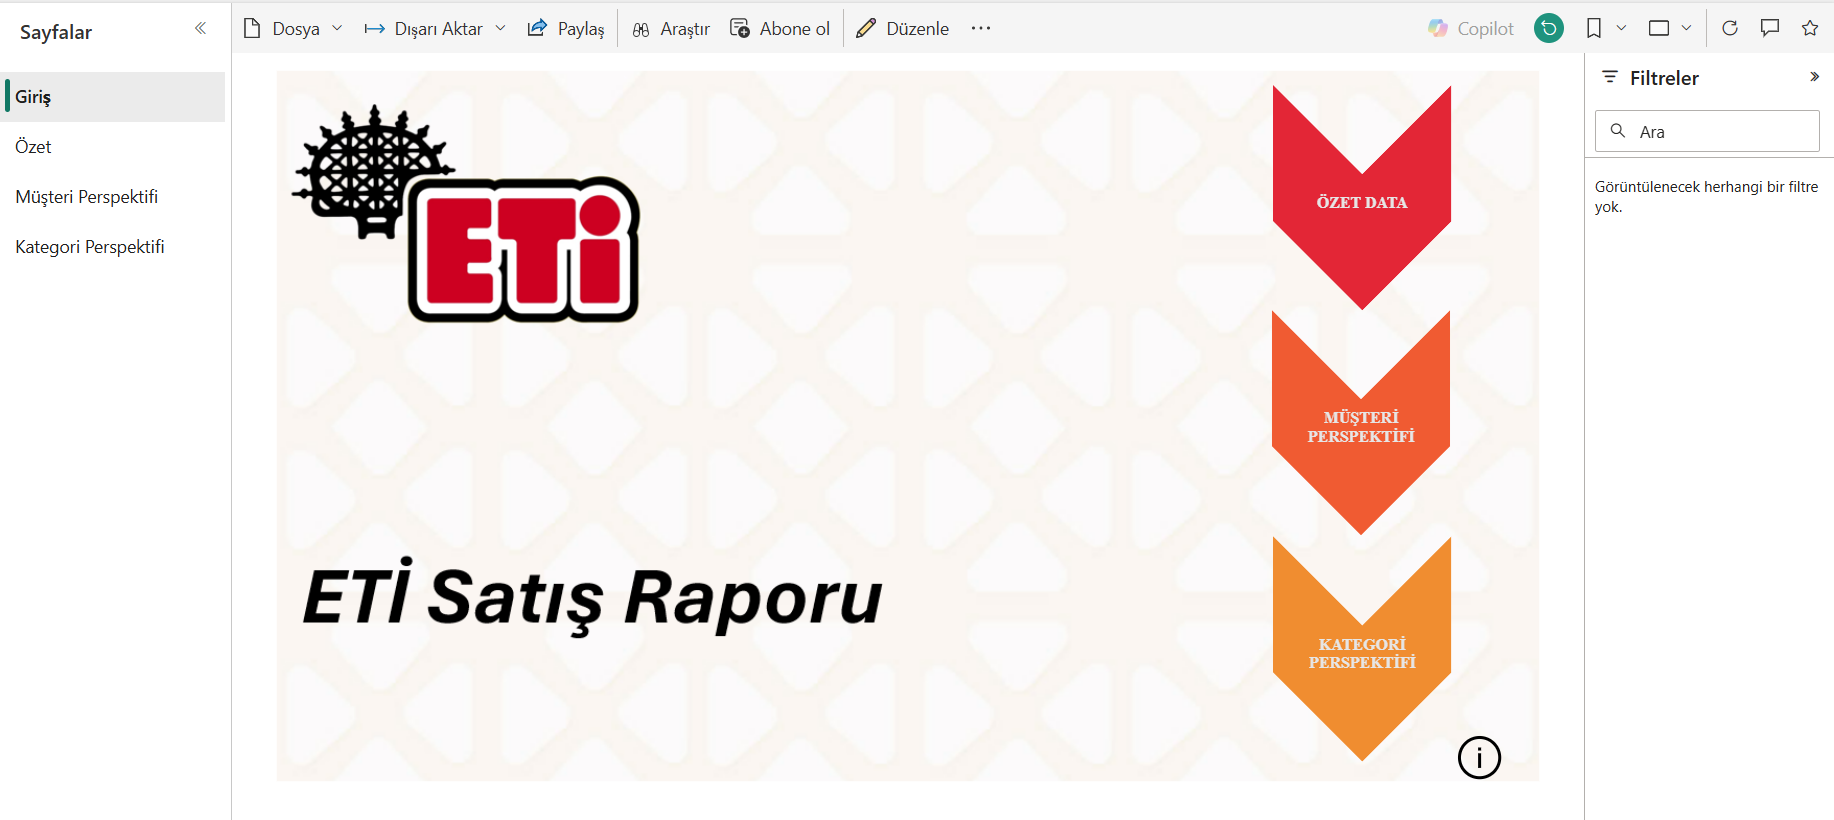 Sayfalar
Giriş
Özet
Müşteri Perspektifi
Kategori Perspektifi
Dosya
Dışarı Aktar
Paylaş
Araştır
Abone ol
Düzenle
Copilot
ETi
ETİ Satış Raporu
ÖZET DATA
MÜŞTERİ
PERSPEKTİFİ
KATEGORİ
PERSPEKTİFİ
i
Filtreler
Ara
Görüntülenecek herhangi bir filtre
yok.